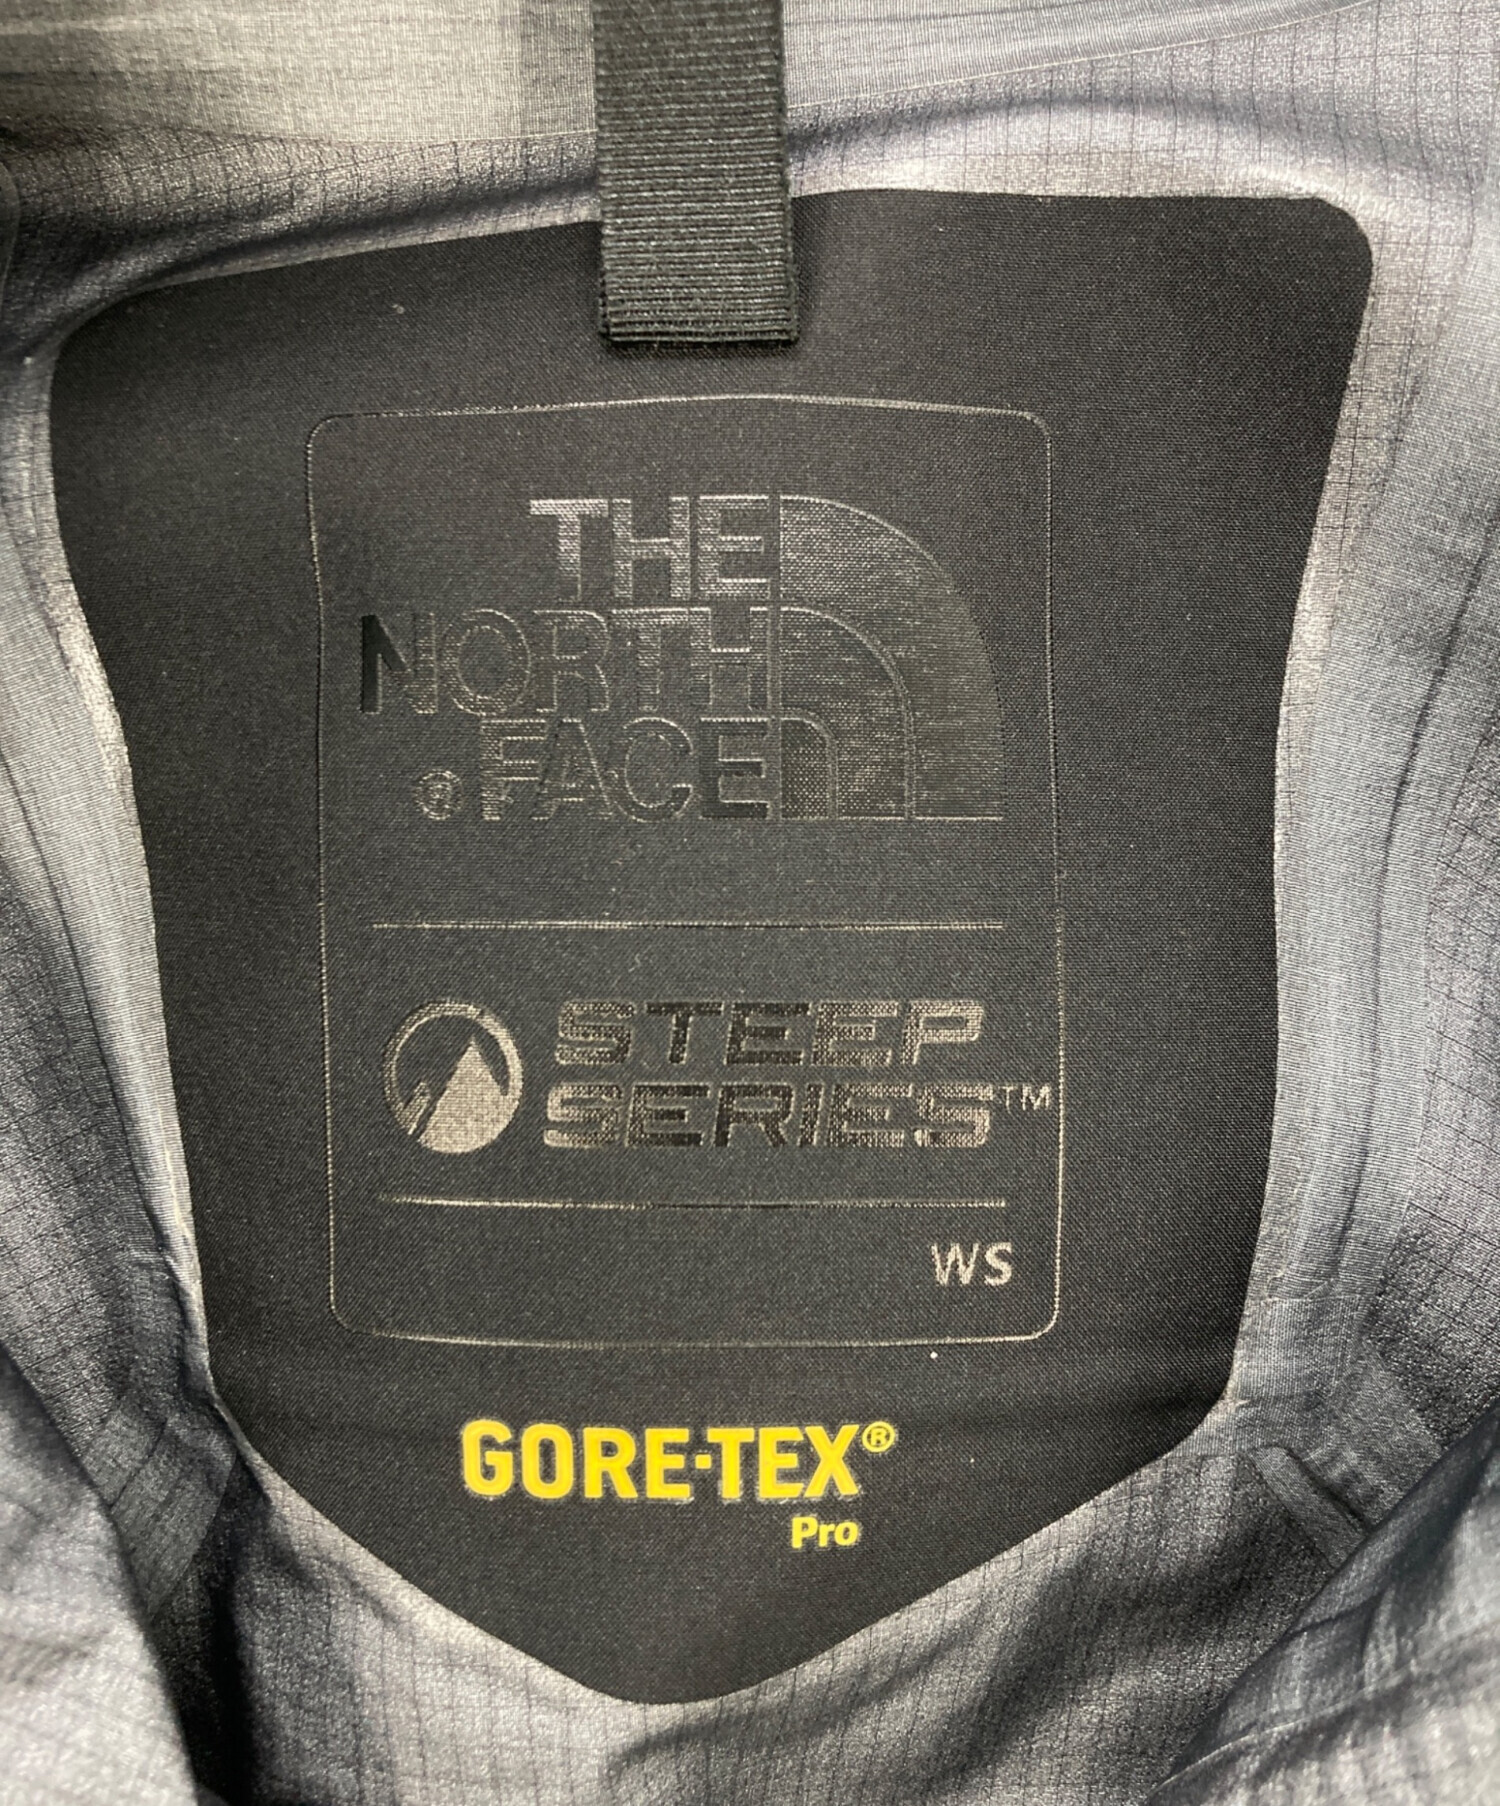 THE
NORTH
® FACE
STEEP
SERIES™
WS
GORE-TEX®
Pro